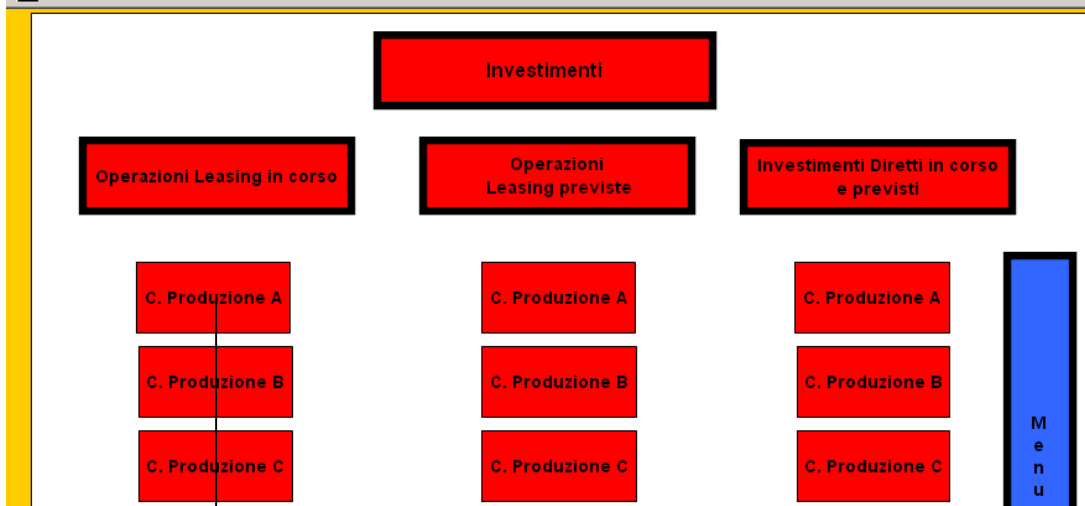 Investimenti
Operazioni Leasing in corso
Operazioni
Leasing previste
Investimenti Diretti in corso
e previsti
C. Produzione A
C. Produzione A
C. Produzione A
C. Produzione B
C. Produzione B
C. Produzione B
C. Produzione C
C. Produzione C
C. Produzione C
M
e
n
u